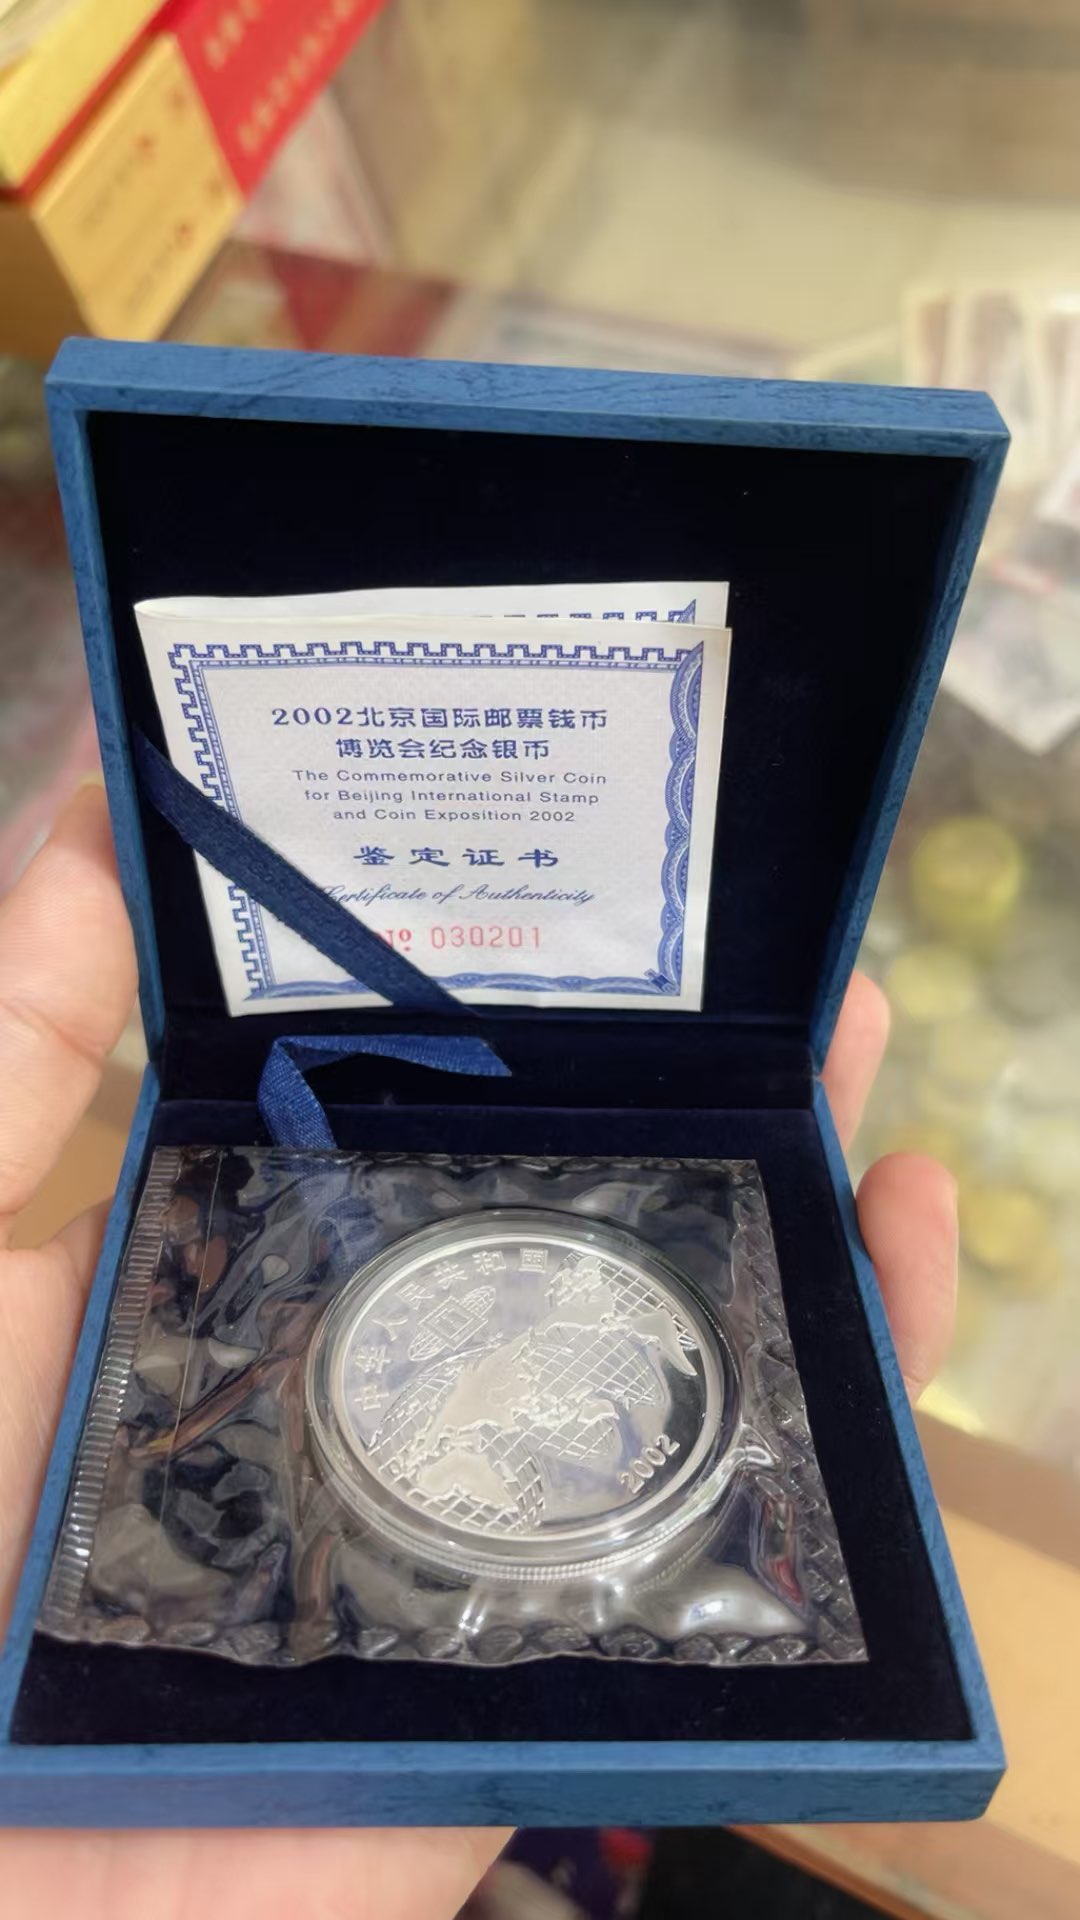 2002北京国际邮票钱币
博览会纪念银币
The Commemorative Silver Coin
for Beijing International Stamp
and Coin Exposition 2002
鉴定证书
Certificate of Authenticity
No. 030201
中华人民共和国
2002